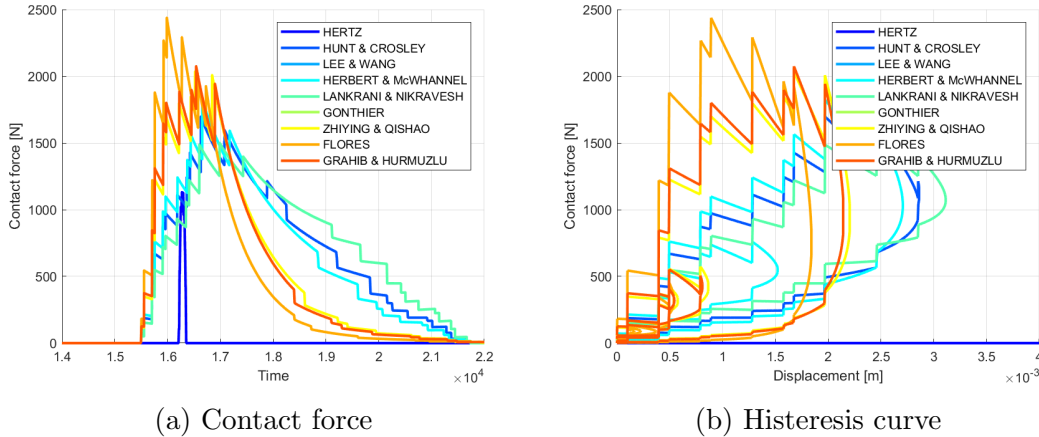 2500
2000
1500
1000
500
0
Contact force [N]
1.4
1.5
1.6
1.7
1.8
1.9
2.0
2.1
2.2
Time
×10⁴
HERTZ
HUNT & CROSLEY
LEE & WANG
HERBERT & McWHANNEL
LANKRANI & NIKRAVESH
GONTHIER
ZHIYING & QISHAO
FLORES
GRAHIB & HURMUZLU
(a) Contact force
2500
2000
1500
1000
500
0
Contact force [N]
0
0.5
1
1.5
2
2.5
3
3.5
4
Displacement [m]
×10⁻³
HERTZ
HUNT & CROSLEY
LEE & WANG
HERBERT & McWHANNEL
LANKRANI & NIKRAVESH
GONTHIER
ZHIYING & QISHAO
FLORES
GRAHIB & HURMUZLU
(b) Histeresis curve